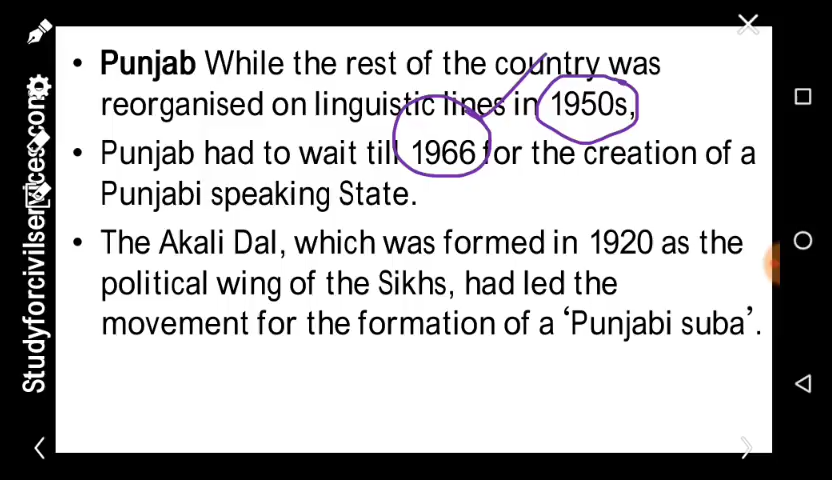 • Punjab While the rest of the country was
reorganised on linguistic lines in 1950s,
• Punjab had to wait till 1966 for the creation of a
Punjabi speaking State.
• The Akali Dal, which was formed in 1920 as the
political wing of the Sikhs, had led the
movement for the formation of a ‘Punjabi suba’.
Studyforcivilservices.com